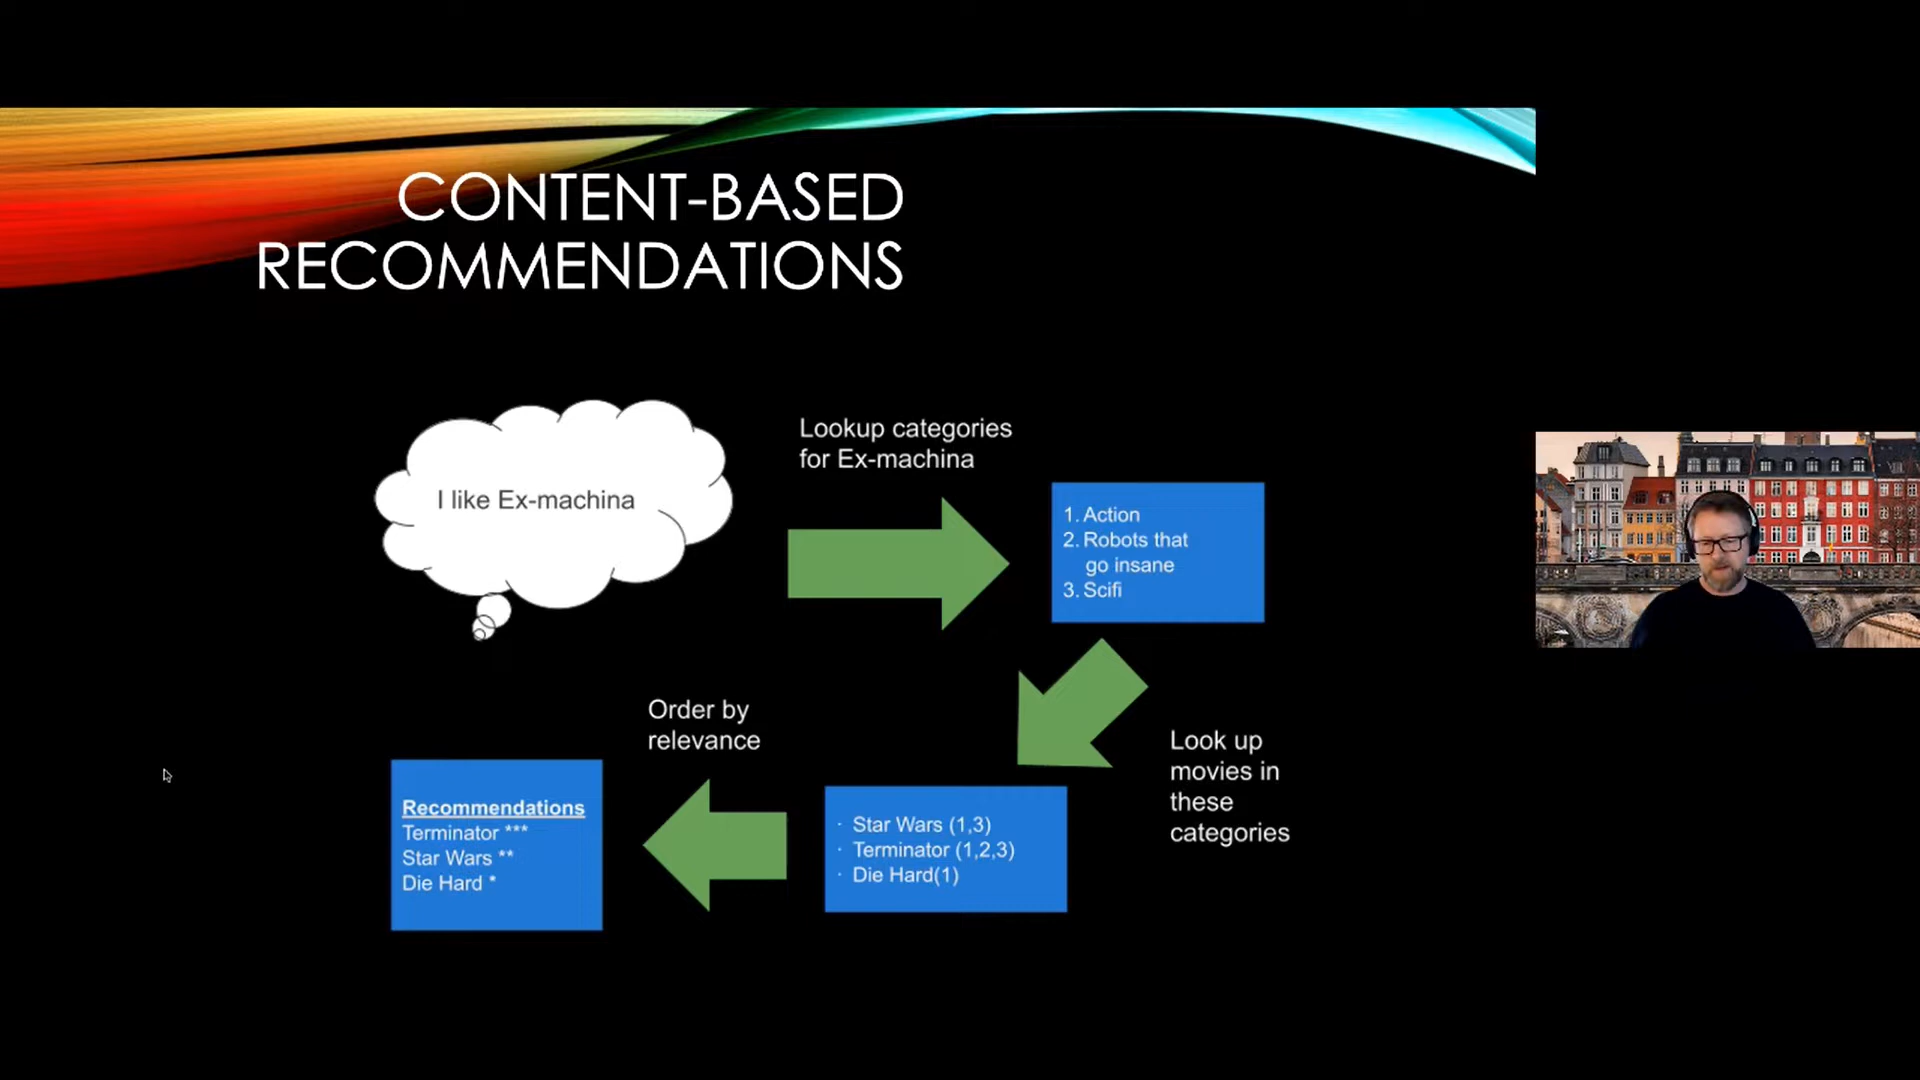 CONTENT-BASED
RECOMMENDATIONS
I like Ex-machina
Lookup categories
for Ex-machina
1. Action
2. Robots that
go insane
3. Scifi
Look up
movies in
these
categories
· Star Wars (1,3)
· Terminator (1,2,3)
· Die Hard(1)
Order by
relevance
Recommendations
Terminator ***
Star Wars **
Die Hard *